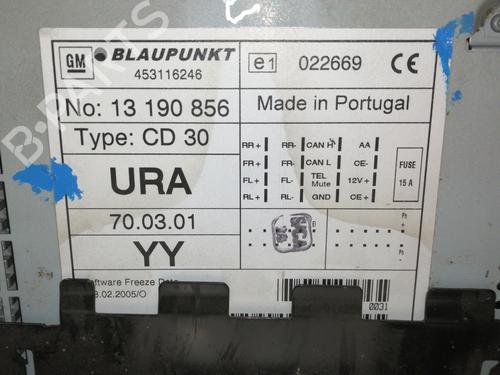 GM BLAUPUNKT
453116246
e1 022669 CE
No: 13 190 856
Made in Portugal
Type: CD 30
URA
70.03.01
YY
RR+ RR- CAN H AA
FR+ FR- CAN L CE-
FL+ FL- TEL Mute 12V+
RL+ RL- GND CE+
FUSE
15 A
Software Freeze Date
.02.2005/O
0031
B-PARTS